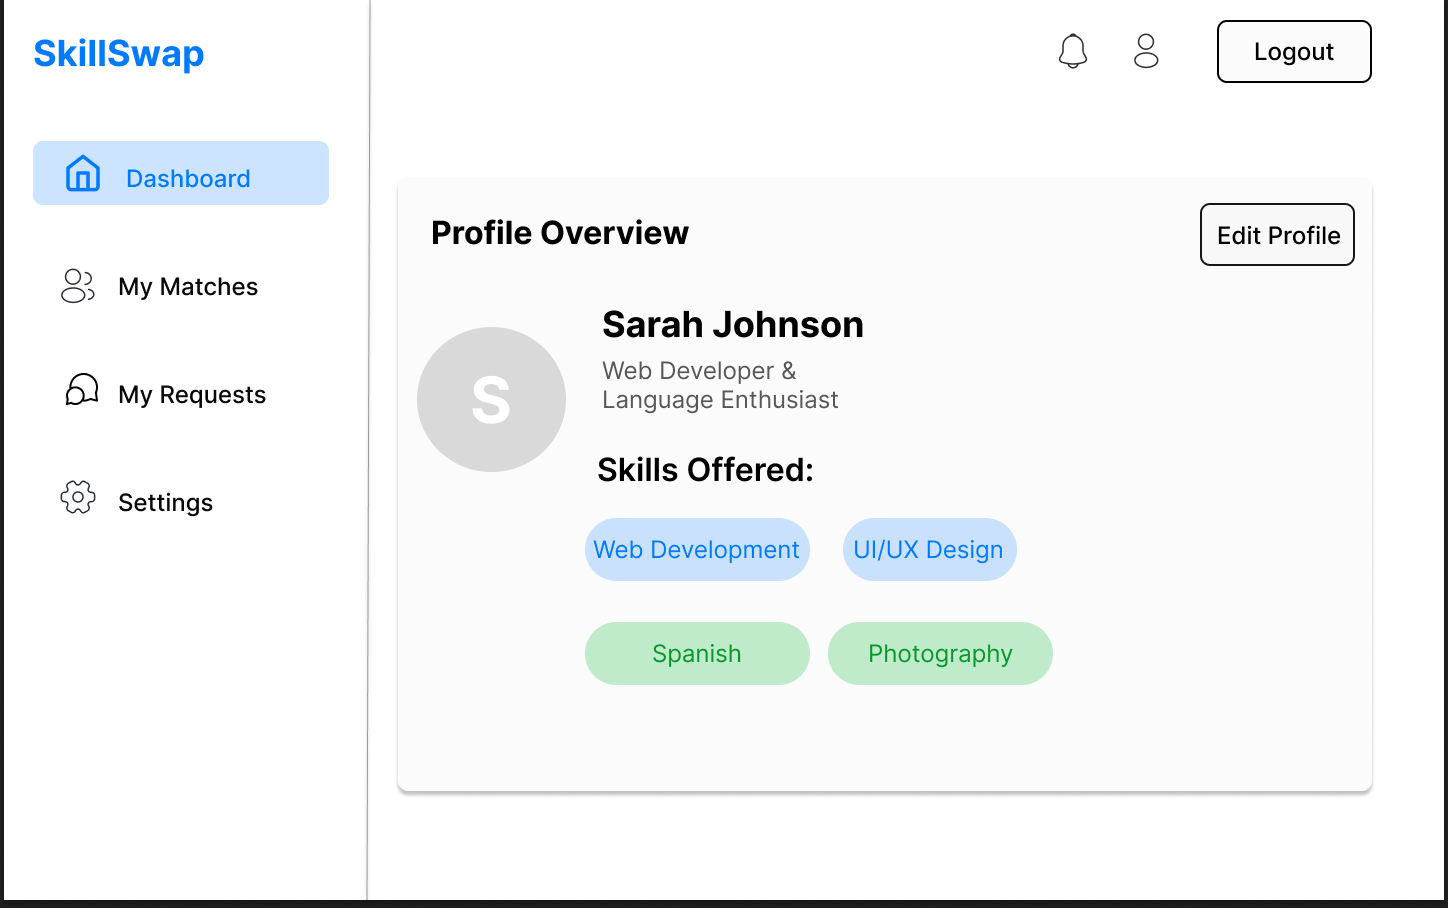 SkillSwap
Logout
Dashboard
My Matches
My Requests
Settings
Profile Overview
Edit Profile
S
Sarah Johnson
Web Developer &
Language Enthusiast
Skills Offered:
Web Development
UI/UX Design
Spanish
Photography